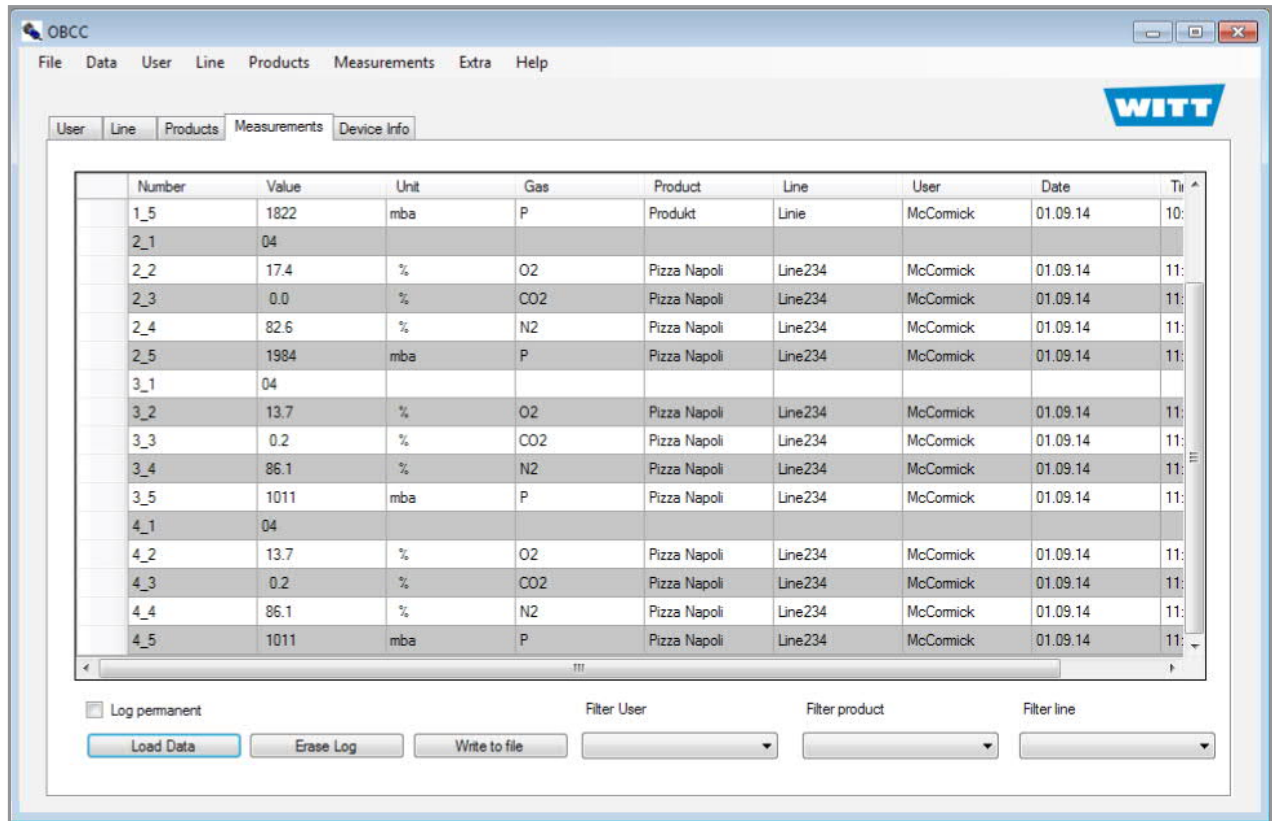 OBCC
File Data User Line Products Measurements Extra Help
WITT
User Line Products Measurements Device Info
Number Value Unit Gas Product Line User Date Ti
1_5 1822 mba P Produkt Linie McCormick 01.09.14 10:
2_1 04
2_2 17.4 % O2 Pizza Napoli Line234 McCormick 01.09.14 11:
2_3 0.0 % CO2 Pizza Napoli Line234 McCormick 01.09.14 11:
2_4 82.6 % N2 Pizza Napoli Line234 McCormick 01.09.14 11:
2_5 1984 mba P Pizza Napoli Line234 McCormick 01.09.14 11:
3_1 04
3_2 13.7 % O2 Pizza Napoli Line234 McCormick 01.09.14 11:
3_3 0.2 % CO2 Pizza Napoli Line234 McCormick 01.09.14 11:
3_4 86.1 % N2 Pizza Napoli Line234 McCormick 01.09.14 11:
3_5 1011 mba P Pizza Napoli Line234 McCormick 01.09.14 11:
4_1 04
4_2 13.7 % O2 Pizza Napoli Line234 McCormick 01.09.14 11:
4_3 0.2 % CO2 Pizza Napoli Line234 McCormick 01.09.14 11:
4_4 86.1 % N2 Pizza Napoli Line234 McCormick 01.09.14 11:
4_5 1011 mba P Pizza Napoli Line234 McCormick 01.09.14 11:
Log permanent Filter User Filter product Filter line
Load Data Erase Log Write to file